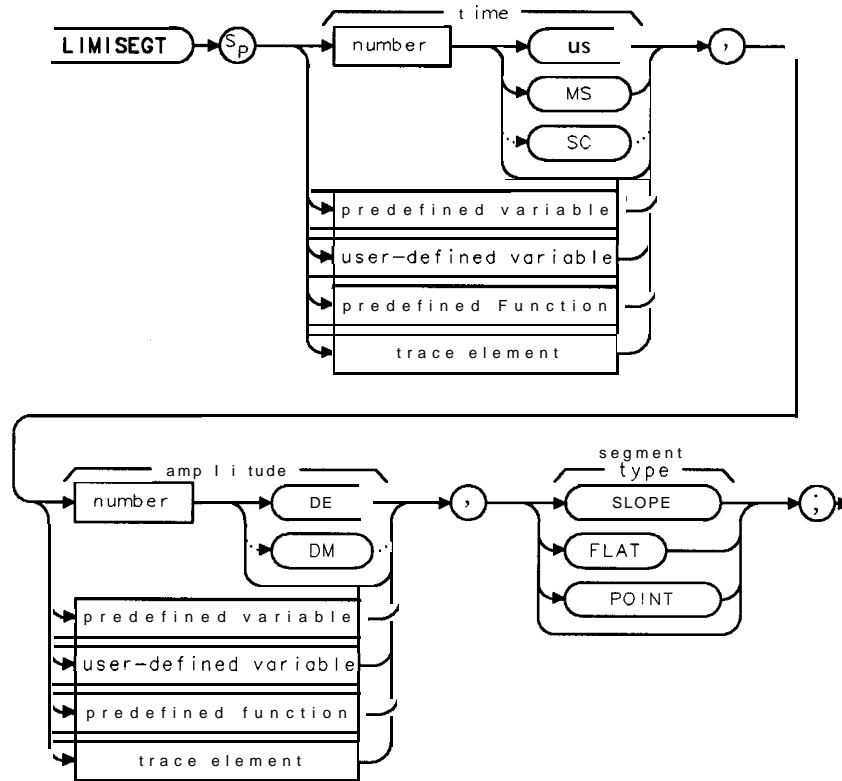 time
LIMISEGT
SP
number
us
,
MS
SC
predefined variable
user-defined variable
predefined Function
trace element
amplitude
segment
type
number
DE
,
SLOPE
;
DM
FLAT
POINT
predefined variable
user-defined variable
predefined function
trace element